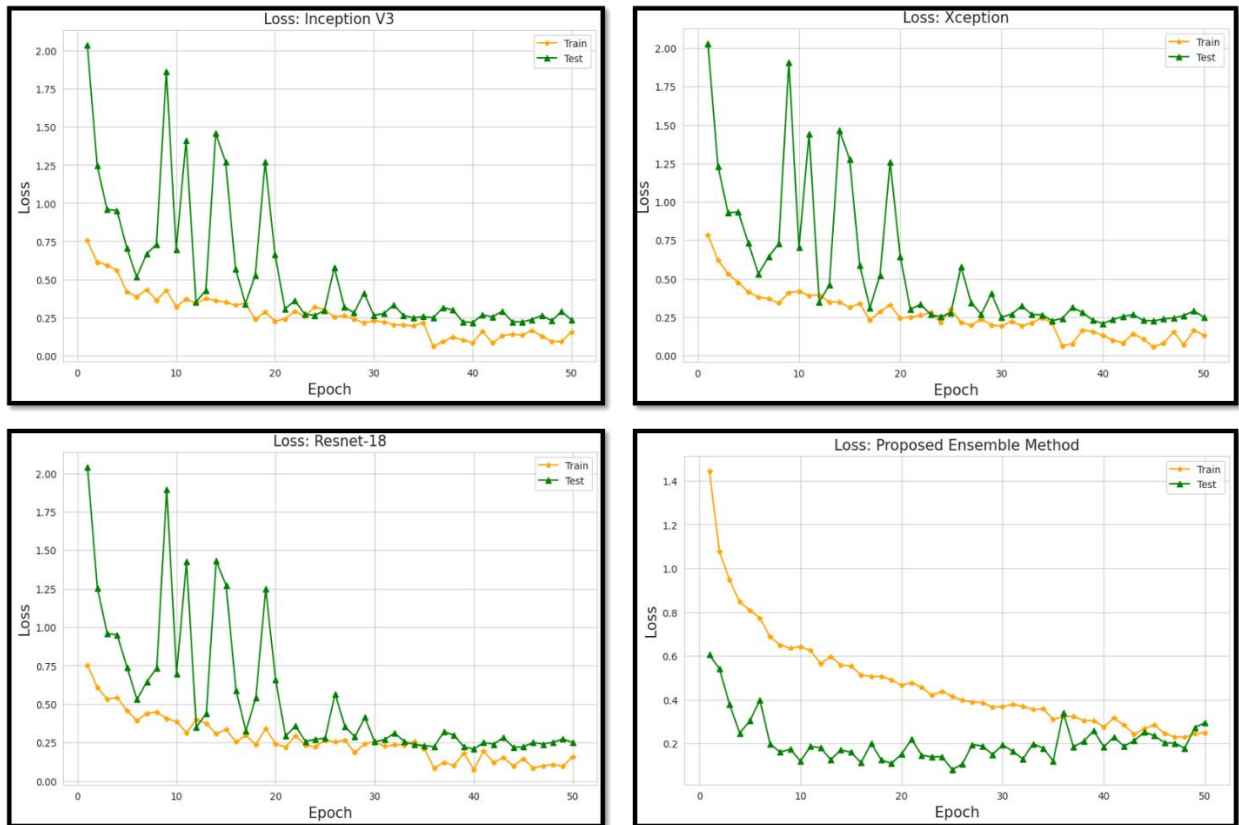 Loss: Inception V3
Train
Test
2.00
1.75
1.50
1.25
1.00
0.75
0.50
0.25
0.00
Loss
0
10
20
30
40
50
Epoch
Loss: Xception
Train
Test
2.00
1.75
1.50
1.25
1.00
0.75
0.50
0.25
0.00
Loss
0
10
20
30
40
50
Epoch
Loss: Resnet-18
Train
Test
2.00
1.75
1.50
1.25
1.00
0.75
0.50
0.25
0.00
Loss
0
10
20
30
40
50
Epoch
Loss: Proposed Ensemble Method
Train
Test
1.4
1.2
1.0
0.8
0.6
0.4
0.2
Loss
0
10
20
30
40
50
Epoch